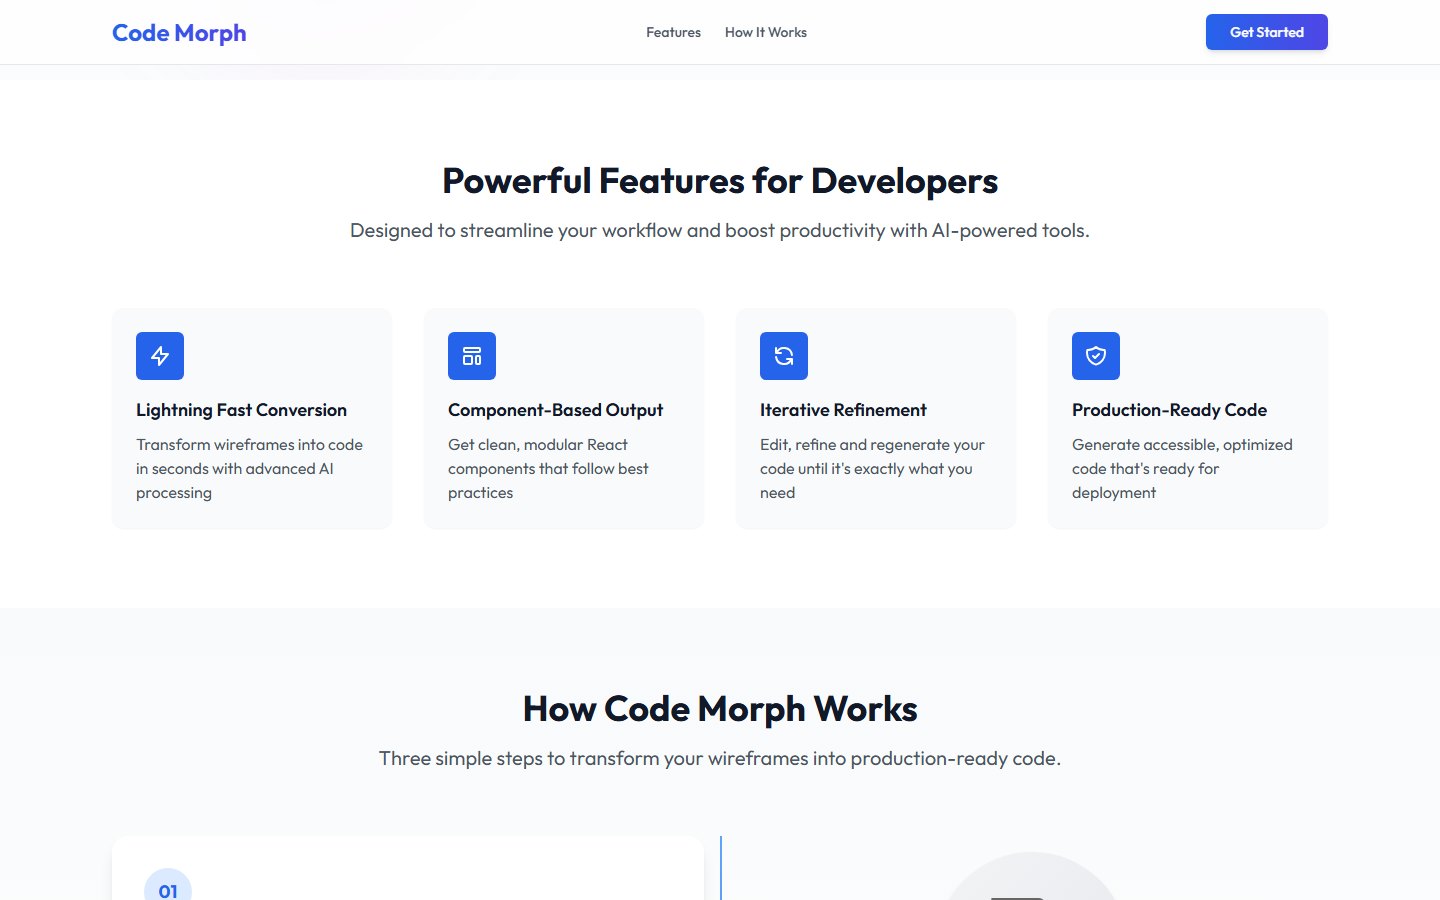 Code Morph
Features
How It Works
Get Started
Powerful Features for Developers
Designed to streamline your workflow and boost productivity with AI-powered tools.
Lightning Fast Conversion
Transform wireframes into code
in seconds with advanced AI
processing
Component-Based Output
Get clean, modular React
components that follow best
practices
Iterative Refinement
Edit, refine and regenerate your
code until it's exactly what you
need
Production-Ready Code
Generate accessible, optimized
code that's ready for
deployment
How Code Morph Works
Three simple steps to transform your wireframes into production-ready code.
01